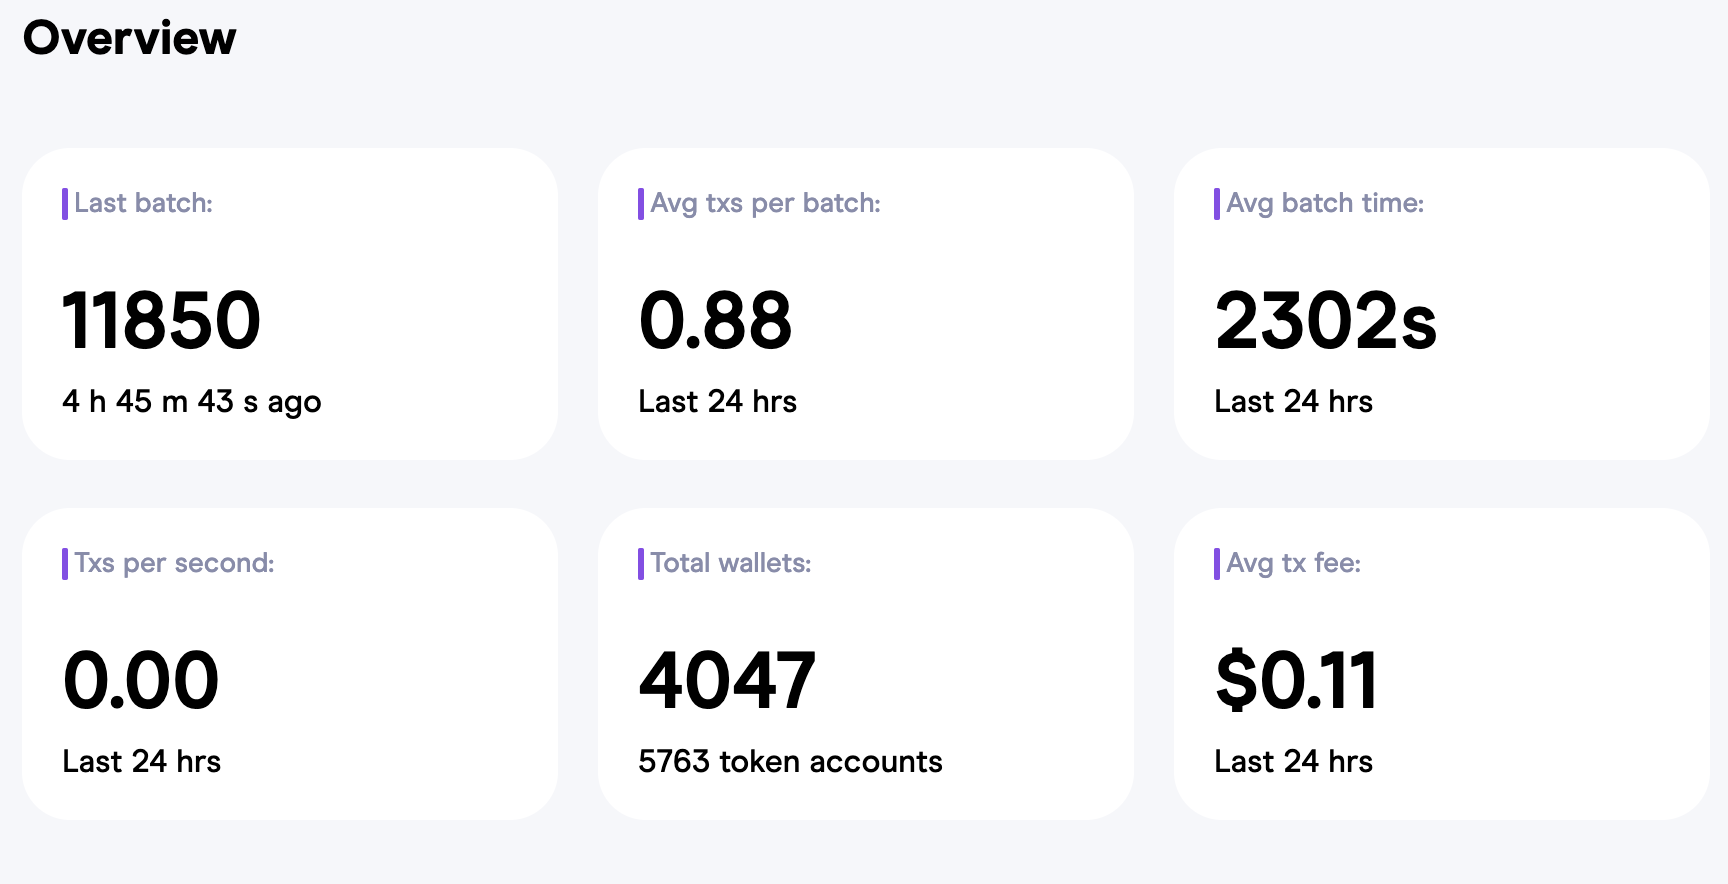 Overview
Last batch:
11850
4 h 45 m 43 s ago
Avg txs per batch:
0.88
Last 24 hrs
Avg batch time:
2302s
Last 24 hrs
Txs per second:
0.00
Last 24 hrs
Total wallets:
4047
5763 token accounts
Avg tx fee:
$0.11
Last 24 hrs